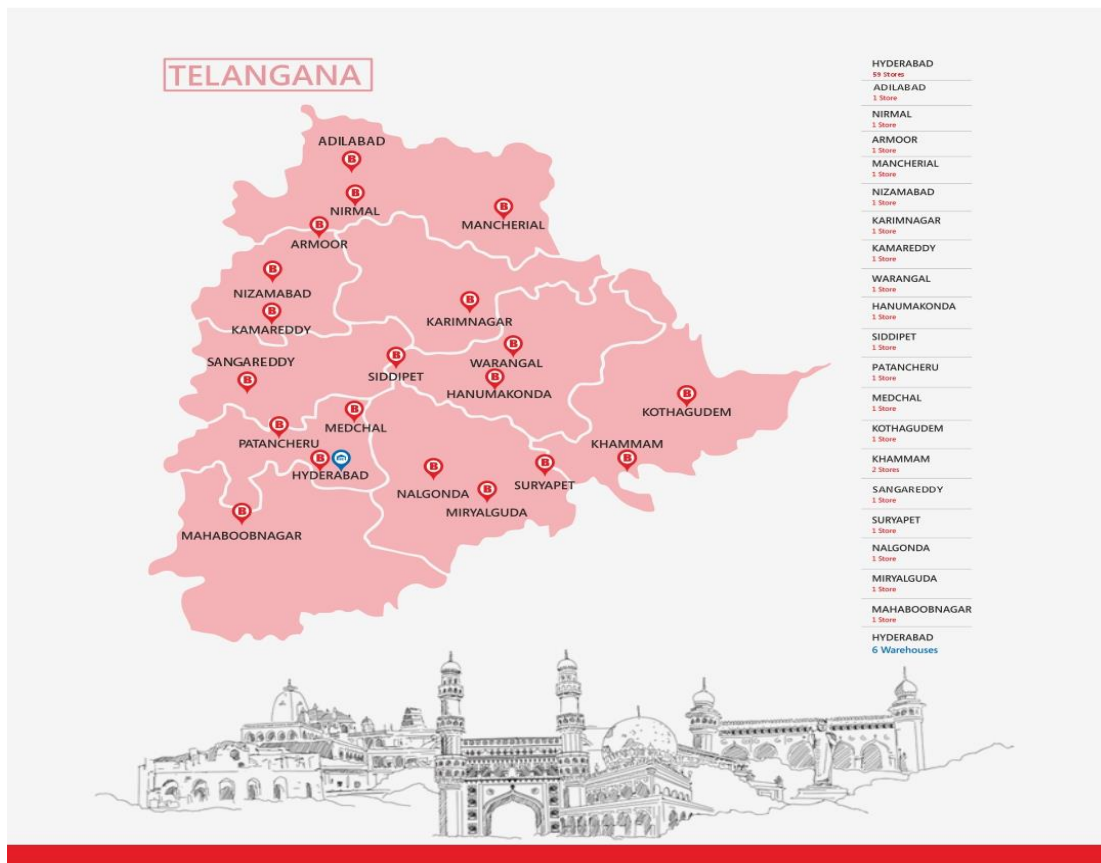 TELANGANA
ADILABAD
B
B
NIRMAL
B
MANCHERIAL
B
ARMOOR
B
NIZAMABAD
B
KAMAREDDY
B
KARIMNAGAR
SANGAREDDY
B
B
SIDDIPET
B
WARANGAL
B
HANUMAKONDA
B
KOTHAGUDEM
B
MEDCHAL
B
PATANCHERU
B
HYDERABAD
B
NALGONDA
B
MIRYALGUDA
B
SURYAPET
KHAMMAM
B
B
MAHABOOBNAGAR
HYDERABAD
59 Stores
ADILABAD
1 Store
NIRMAL
1 Store
ARMOOR
1 Store
MANCHERIAL
1 Store
NIZAMABAD
1 Store
KARIMNAGAR
1 Store
KAMAREDDY
1 Store
WARANGAL
1 Store
HANUMAKONDA
1 Store
SIDDIPET
1 Store
PATANCHERU
1 Store
MEDCHAL
1 Store
KOTHAGUDEM
1 Store
KHAMMAM
2 Stores
SANGAREDDY
1 Store
SURYAPET
1 Store
NALGONDA
1 Store
MIRYALGUDA
1 Store
MAHABOOBNAGAR
1 Store
HYDERABAD
6 Warehouses